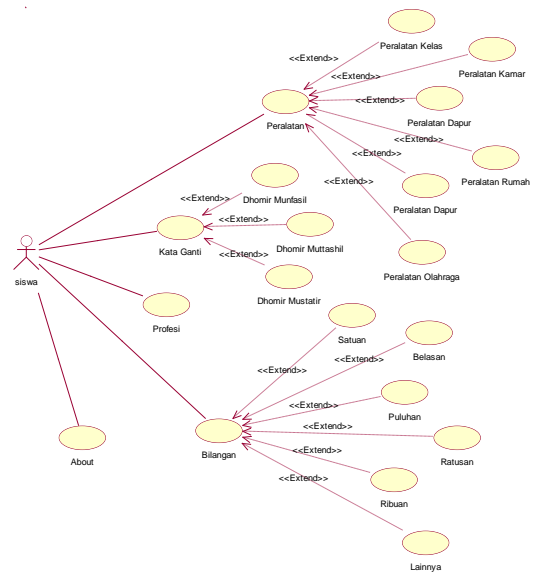 Peralatan Kelas
<<Extend>>
Peralatan Kamar
<<Extend>>
Peralatan
<<Extend>>
Peralatan Dapur
<<Extend>>
Peralatan Rumah
<<Extend>>
Peralatan Dapur
<<Extend>>
Peralatan Olahraga
Dhomir Munfasil
<<Extend>>
Kata Ganti
<<Extend>>
Dhomir Muttashil
<<Extend>>
Dhomir Mustatir
siswa
Profesi
Satuan
<<Extend>>
Belasan
<<Extend>>
Puluhan
<<Extend>>
Bilangan
<<Extend>>
Ratusan
<<Extend>>
Ribuan
<<Extend>>
Lainnya
About